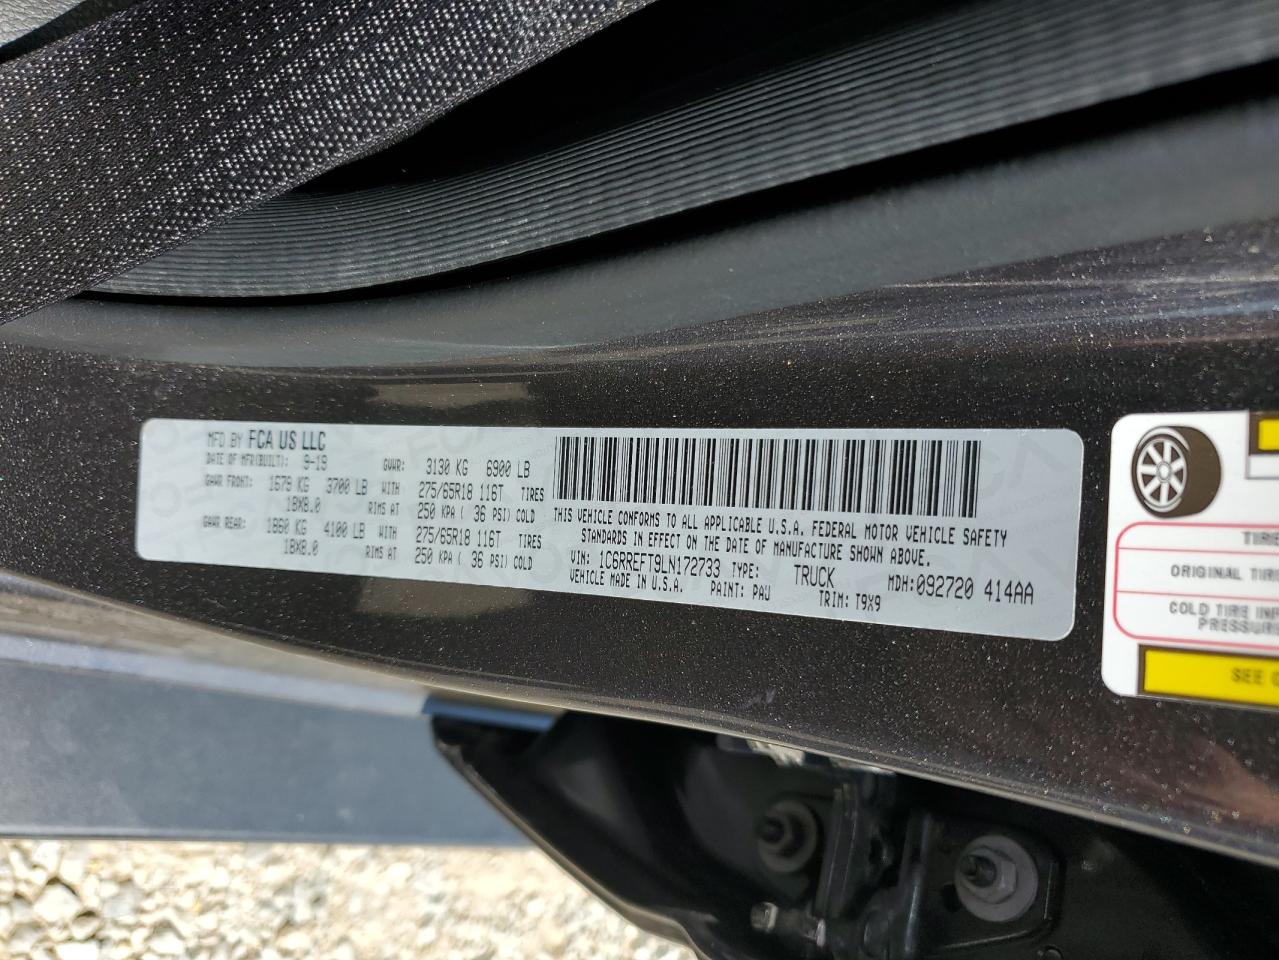 MFD BY FCA US LLC
DATE OF MFR(BUILT): 9-19 GVWR: 3130 KG 6900 LB
GAWR FRONT: 1679 KG 3700 LB WITH 275/65R18 116T TIRES
18X8.0 RIMS AT 250 KPA ( 36 PSI) COLD
GAWR REAR: 1860 KG 4100 LB WITH 275/65R18 116T TIRES
18X8.0 RIMS AT 250 KPA ( 36 PSI) COLD
THIS VEHICLE CONFORMS TO ALL APPLICABLE U.S.A. FEDERAL MOTOR VEHICLE SAFETY
STANDARDS IN EFFECT ON THE DATE OF MANUFACTURE SHOWN ABOVE.
VIN: 1C6RREFT9LN172733 TYPE: TRUCK MDH:092720 414AA
VEHICLE MADE IN U.S.A. PAINT: PAU TRIM: T9X9
TIRE
ORIGINAL TIR
COLD TIRE INF
PRESSUR
SEE